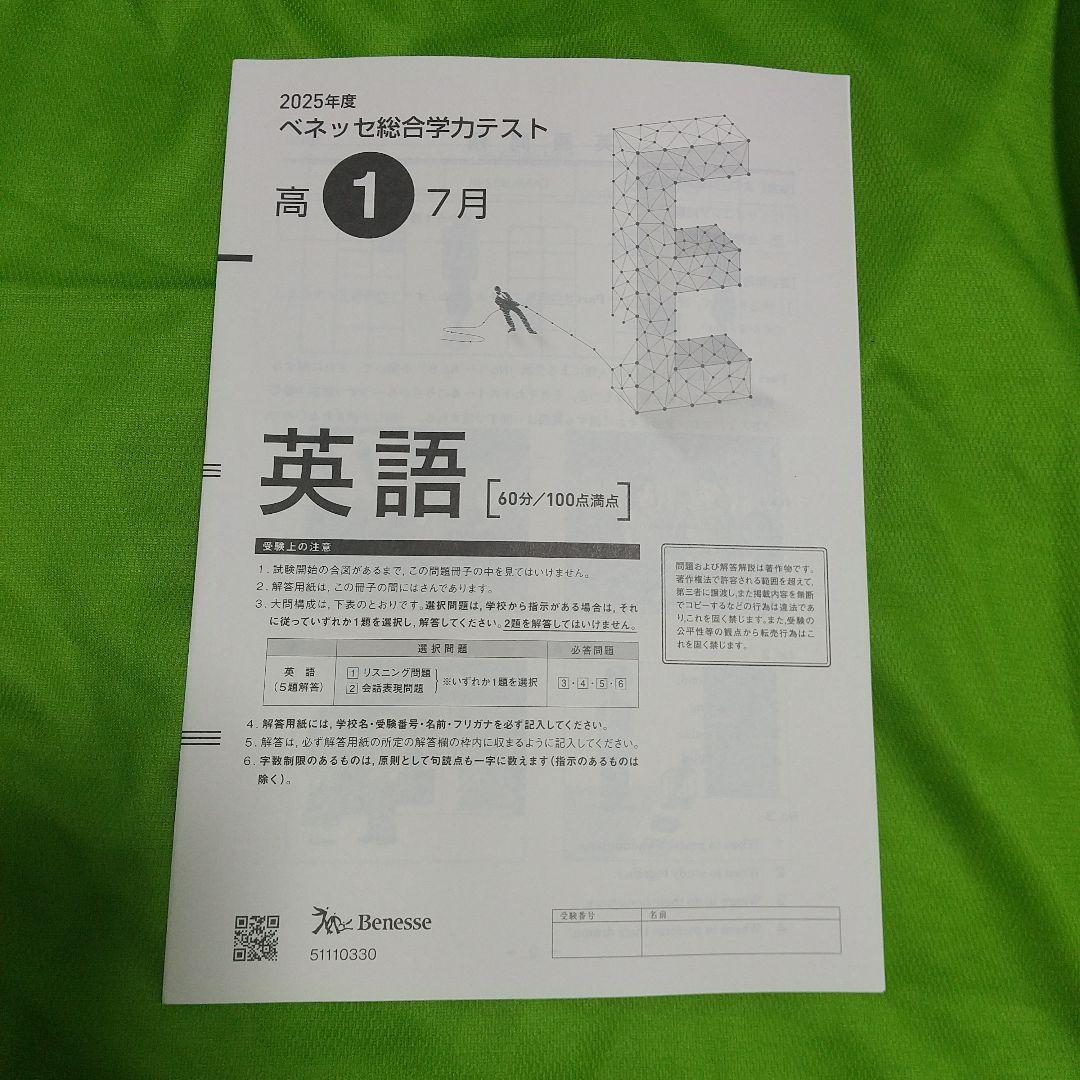 2025年度
ベネッセ総合学力テスト
高 1 7月
英語 [60分/100点満点]
受験上の注意
1. 試験開始の合図があるまで，この問題冊子の中を見てはいけません。
2. 解答用紙は，この冊子の間にはさんであります。
3. 大問構成は，下表のとおりです。選択問題は，学校から指示がある場合は，それ
に従っていずれか1題を選択し，解答してください。2題を解答してはいけません。
選択問題 必答問題
英語
(5題解答)
1 リスニング問題
2 会話表現問題
※いずれか1題を選択
3・4・5・6
4. 解答用紙には，学校名・受験番号・名前・フリガナを必ず記入してください。
5. 解答は，必ず解答用紙の所定の解答欄の枠内に収まるように記入してください。
6. 字数制限のあるものは，原則として句読点も一字に数えます（指示のあるものは
除く）。
問題および解答解説は著作物です。
著作権法で許容される範囲を超えて，
第三者に譲渡し，また掲載内容を無断
でコピーするなどの行為は違法であ
り，これを固く禁じます。また，受験の
公平性等の観点から転売行為はこ
れを固く禁じます。
Benesse
51110330
受験番号 名前